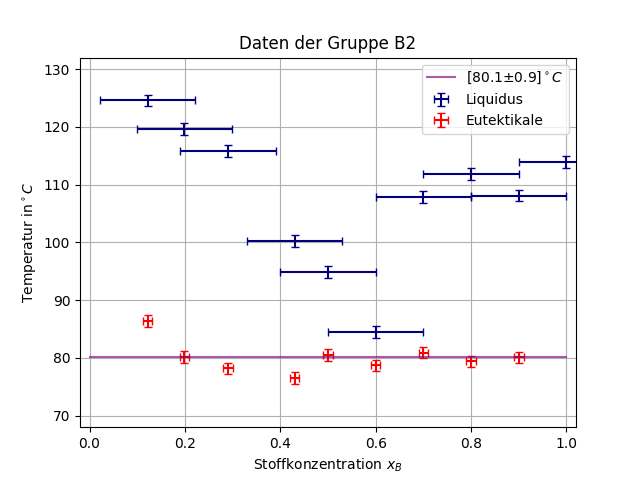 Daten der Gruppe B2
[80.1±0.9]°C
Liquidus
Eutektikale
130
120
110
100
90
80
70
Temperatur in °C
0.0 0.2 0.4 0.6 0.8 1.0
Stoffkonzentration x_B